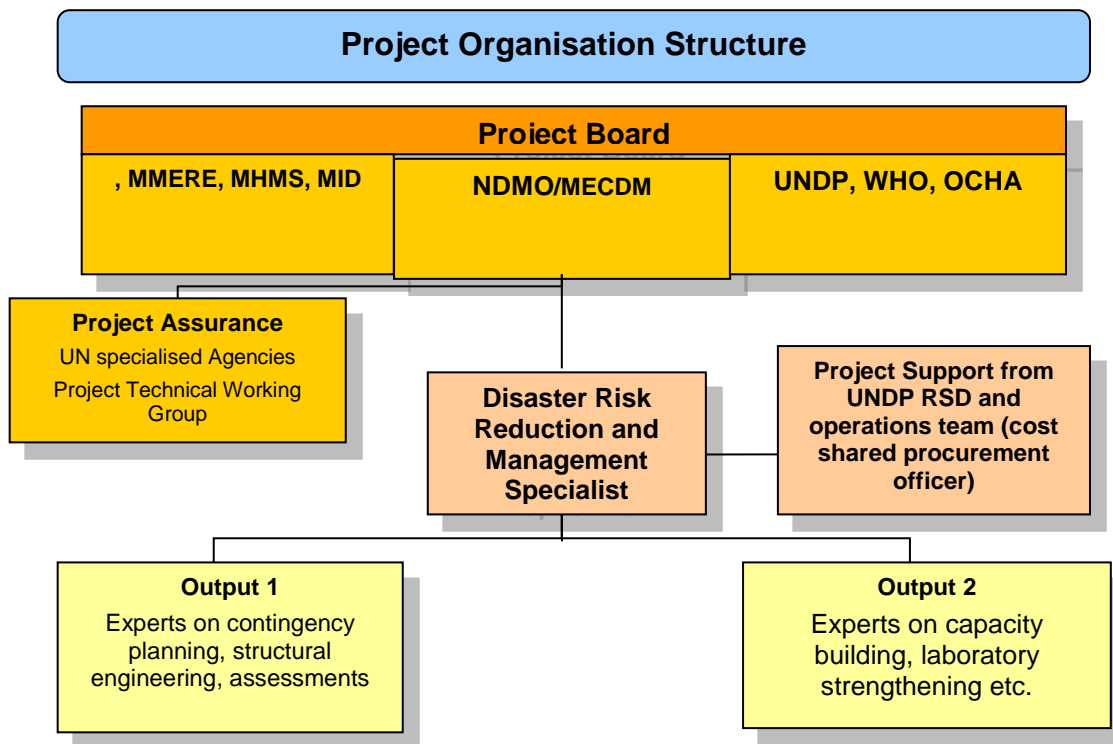 Project Organisation Structure
Project Board
, MMERE, MHMS, MID
NDMO/MECDM
UNDP, WHO, OCHA
Project Assurance
UN specialised Agencies
Project Technical Working
Group
Disaster Risk
Reduction and
Management
Specialist
Project Support from
UNDP RSD and
operations team (cost
shared procurement
officer)
Output 1
Experts on contingency
planning, structural
engineering, assessments
Output 2
Experts on capacity
building, laboratory
strengthening etc.